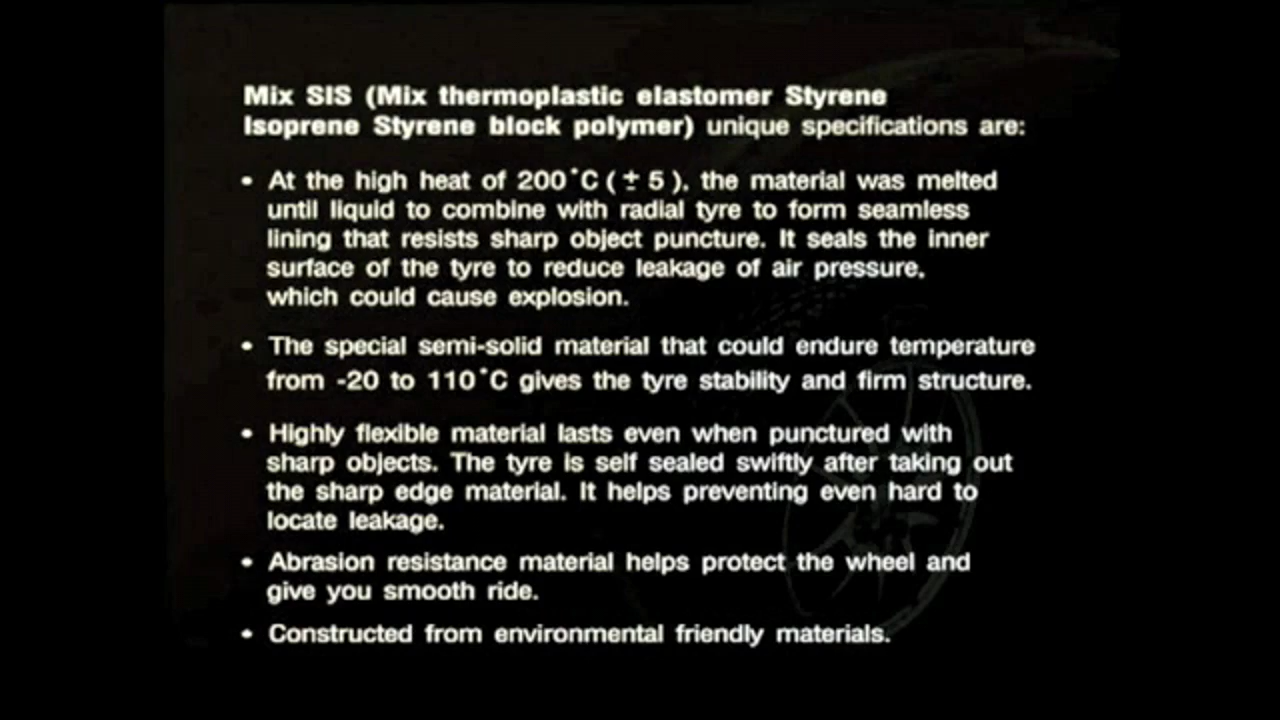 Mix SIS (Mix thermoplastic elastomer Styrene
Isoprene Styrene block polymer) unique specifications are:
• At the high heat of 200˚C ( ± 5 ), the material was melted
until liquid to combine with radial tyre to form seamless
lining that resists sharp object puncture. It seals the inner
surface of the tyre to reduce leakage of air pressure,
which could cause explosion.
• The special semi-solid material that could endure temperature
from -20 to 110˚C gives the tyre stability and firm structure.
• Highly flexible material lasts even when punctured with
sharp objects. The tyre is self sealed swiftly after taking out
the sharp edge material. It helps preventing even hard to
locate leakage.
• Abrasion resistance material helps protect the wheel and
give you smooth ride.
• Constructed from environmental friendly materials.